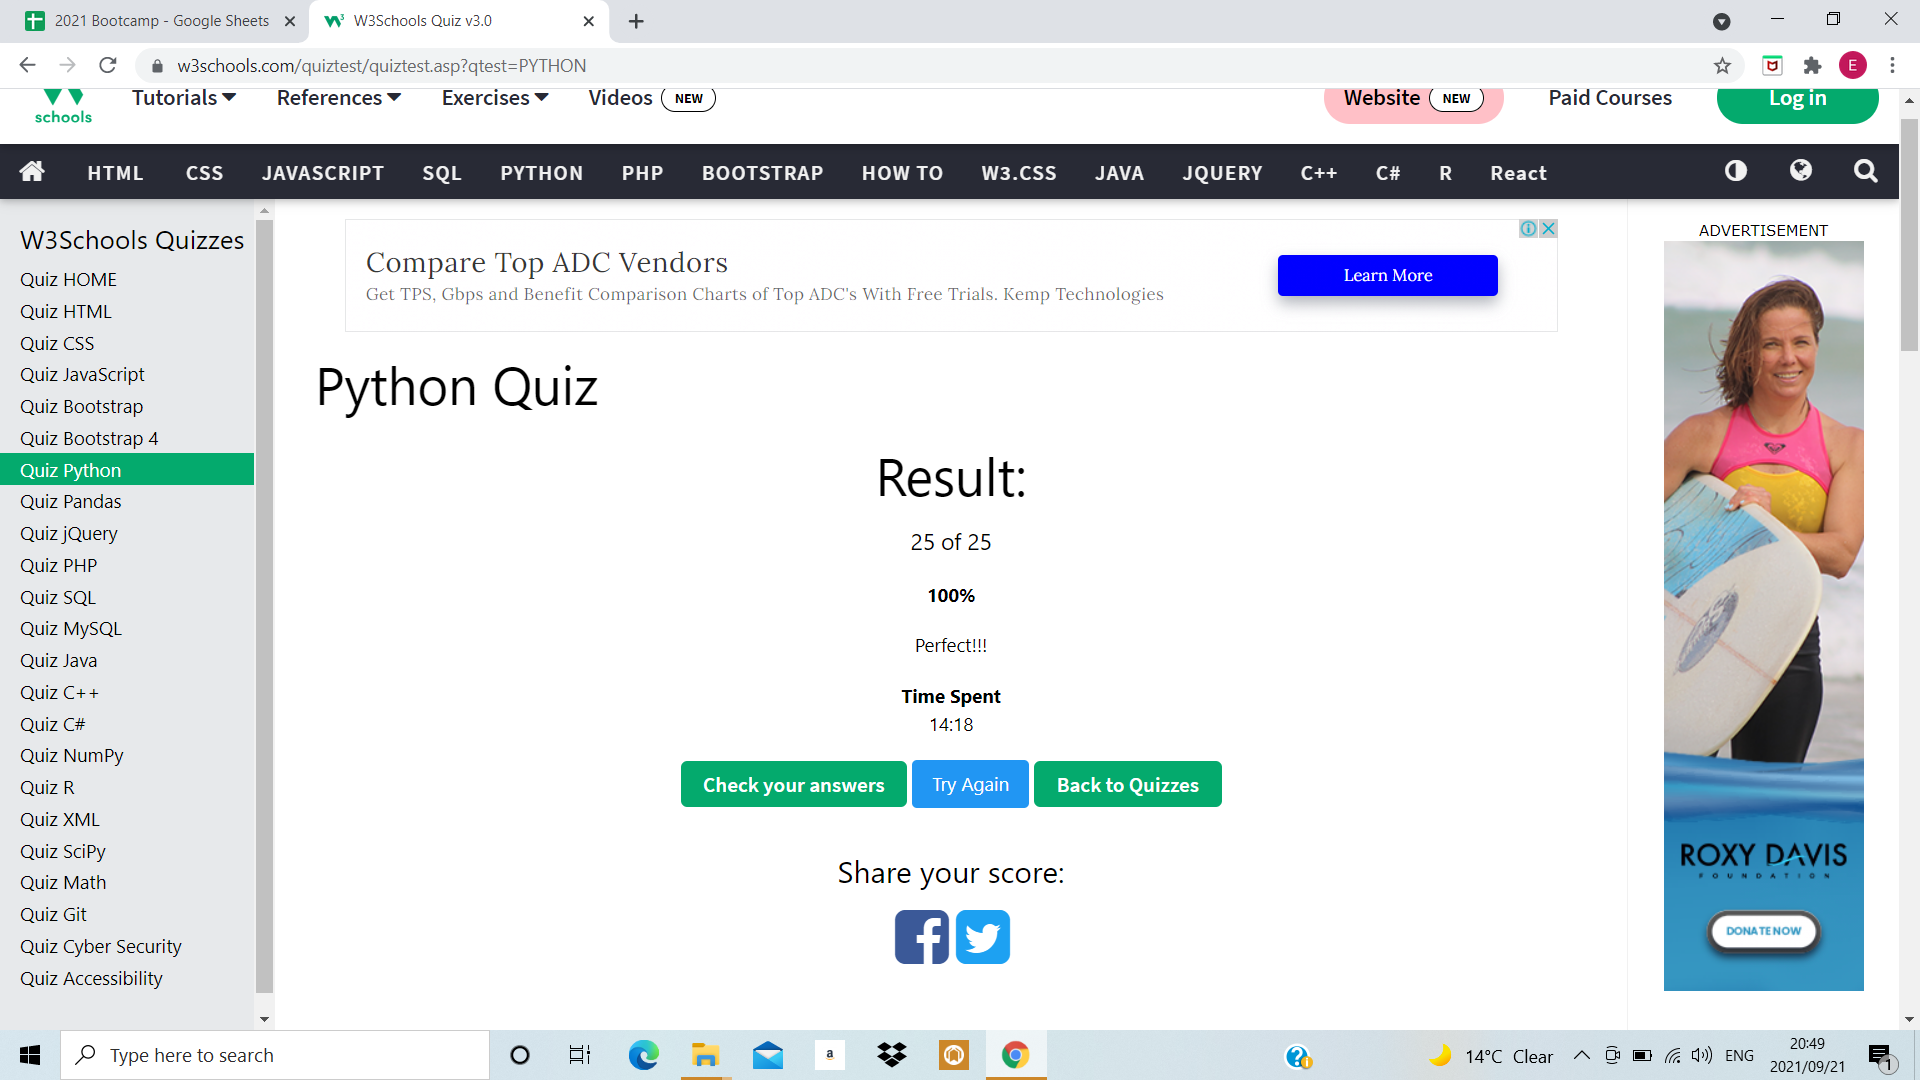 2021 Bootcamp - Google Sheets
W3Schools Quiz v3.0
w3schools.com/quiztest/quiztest.asp?qtest=PYTHON
E
schools
Tutorials
References
Exercises
Videos NEW
Website NEW
Paid Courses
Log in
HTML CSS JAVASCRIPT SQL PYTHON PHP BOOTSTRAP HOW TO W3.CSS JAVA JQUERY C++ C# R React
W3Schools Quizzes
Quiz HOME
Quiz HTML
Quiz CSS
Quiz JavaScript
Quiz Bootstrap
Quiz Bootstrap 4
Quiz Python
Quiz Pandas
Quiz jQuery
Quiz PHP
Quiz SQL
Quiz MySQL
Quiz Java
Quiz C++
Quiz C#
Quiz NumPy
Quiz R
Quiz XML
Quiz SciPy
Quiz Math
Quiz Git
Quiz Cyber Security
Quiz Accessibility
Compare Top ADC Vendors
Get TPS, Gbps and Benefit Comparison Charts of Top ADC's With Free Trials. Kemp Technologies
Learn More
Python Quiz
Result:
25 of 25
100%
Perfect!!!
Time Spent
14:18
Check your answers
Try Again
Back to Quizzes
Share your score:
ADVERTISEMENT
ROXY DAVIS
FOUNDATION
DONATE NOW
Type here to search
a
14°C Clear
ENG
20:49
2021/09/21
1